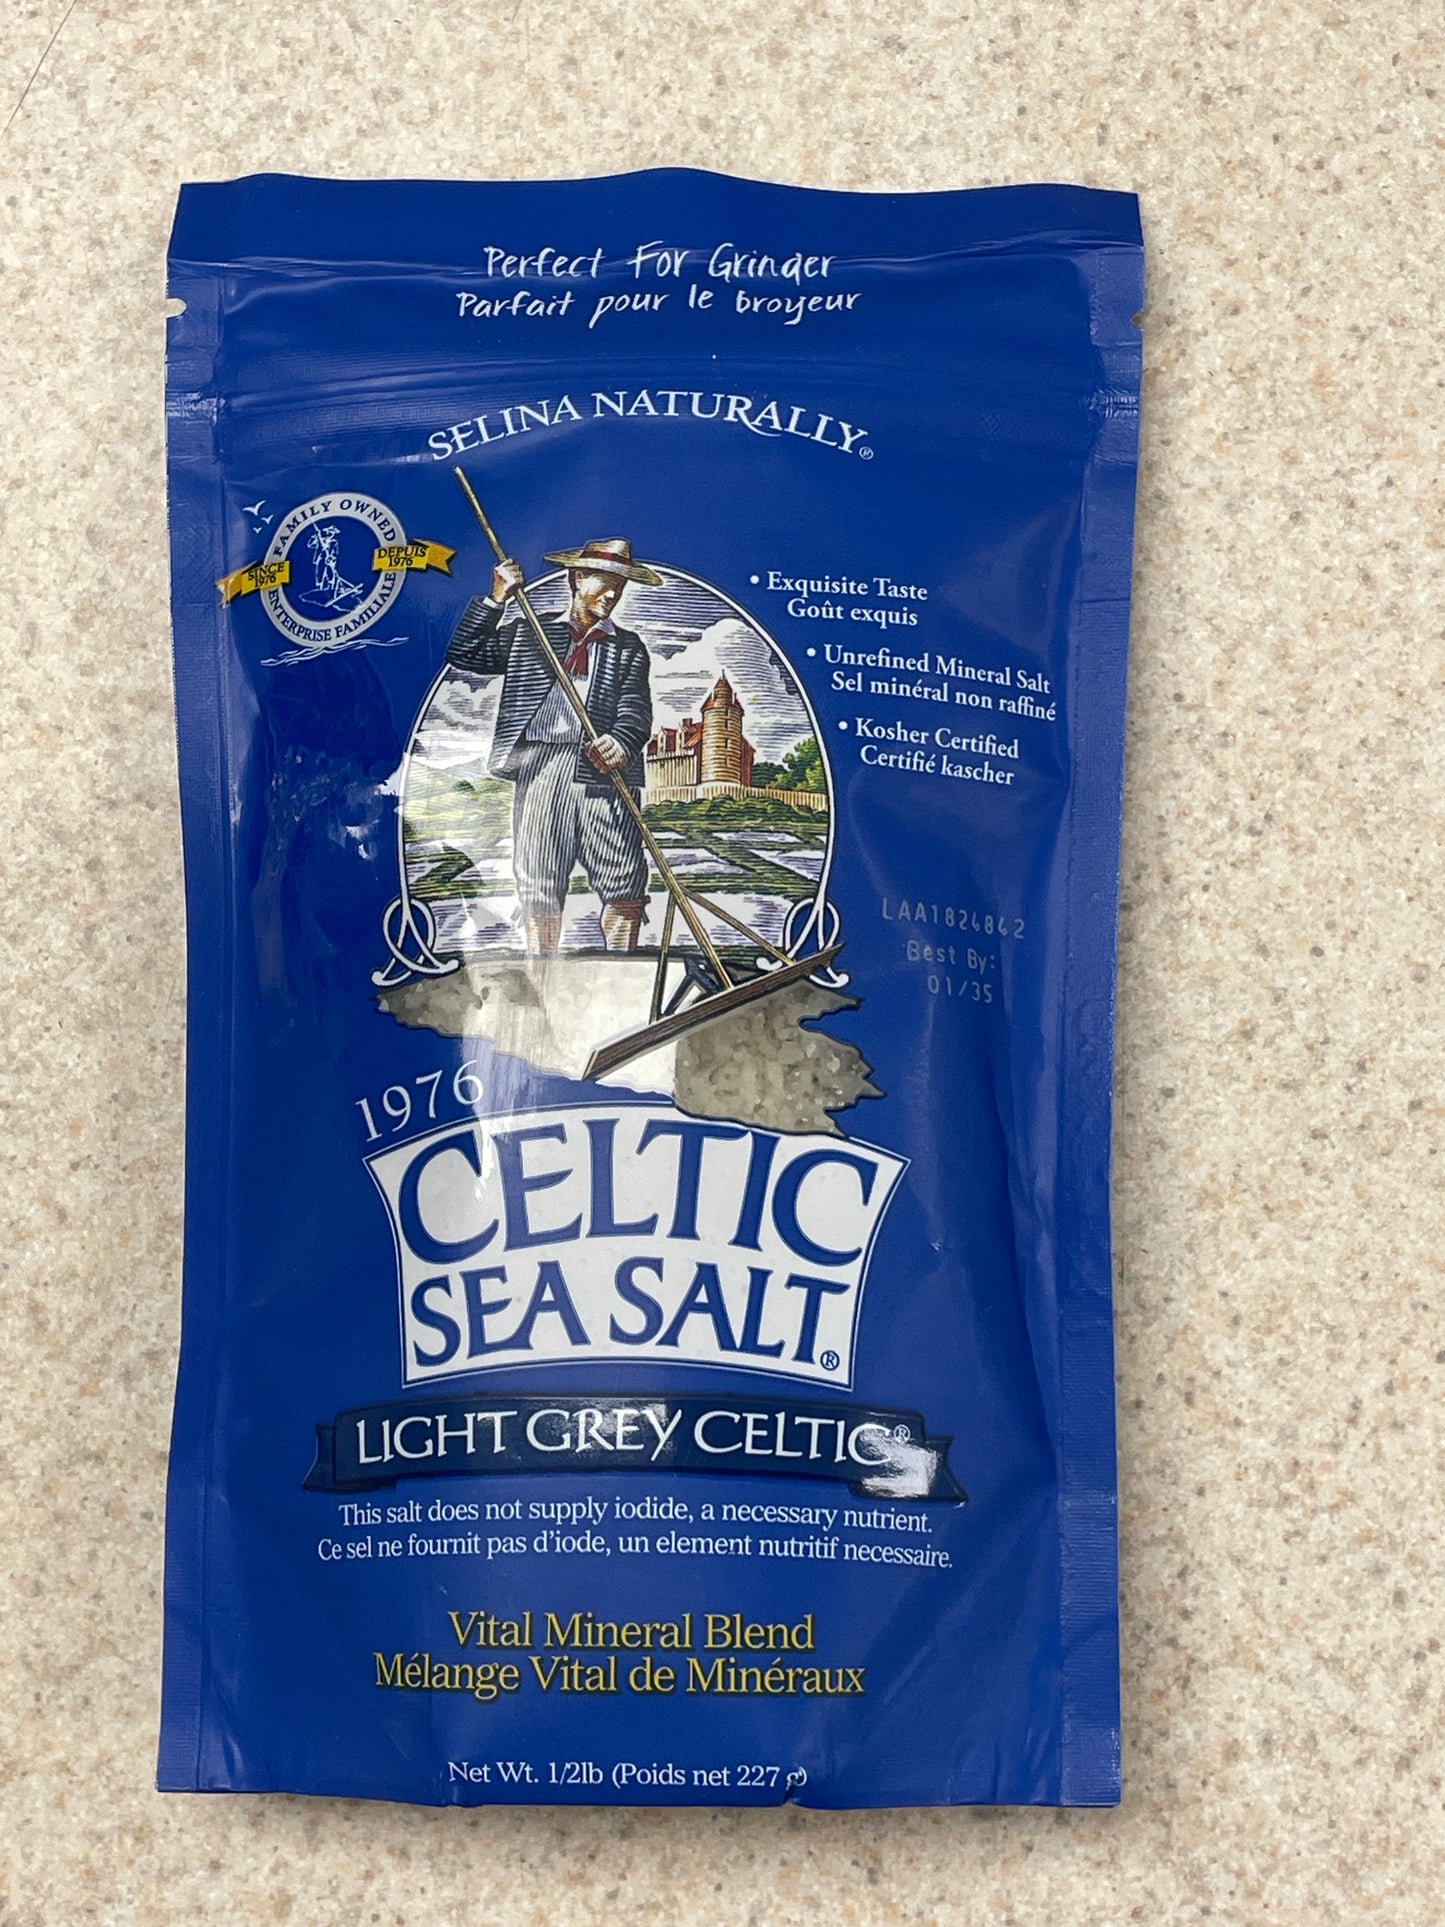 Perfect For Grinder
Parfait pour le broyeur
SELINA NATURALLY®
FAMILY OWNED
SINCE 1976
DEPUIS 1976
ENTERPRISE FAMILIALE
• Exquisite Taste
Goût exquis
• Unrefined Mineral Salt
Sel minéral non raffiné
• Kosher Certified
Certifié kascher
LAA1824842
Best By:
01/35
1976
CELTIC
SEA SALT®
LIGHT GREY CELTIC®
This salt does not supply iodide, a necessary nutrient.
Ce sel ne fournit pas d'iode, un element nutritif necessaire.
Vital Mineral Blend
Mélange Vital de Minéraux
Net Wt. 1/2lb (Poids net 227 g)